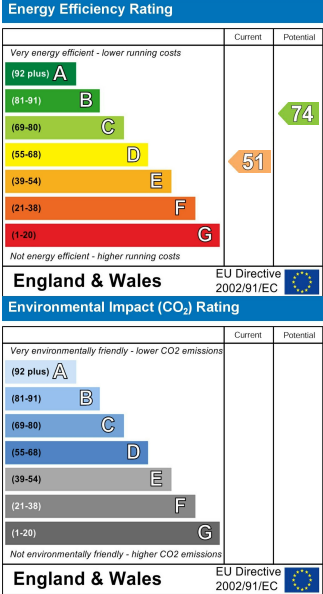 Energy Efficiency Rating
Current Potential
Very energy efficient - lower running costs
(92 plus) A
(81-91) B
(69-80) C
(55-68) D
(39-54) E
(21-38) F
(1-20) G
51
74
Not energy efficient - higher running costs
England & Wales
EU Directive
2002/91/EC
Environmental Impact (CO₂) Rating
Current Potential
Very environmentally friendly - lower CO2 emissions
(92 plus) A
(81-91) B
(69-80) C
(55-68) D
(39-54) E
(21-38) F
(1-20) G
Not environmentally friendly - higher CO2 emissions
England & Wales
EU Directive
2002/91/EC